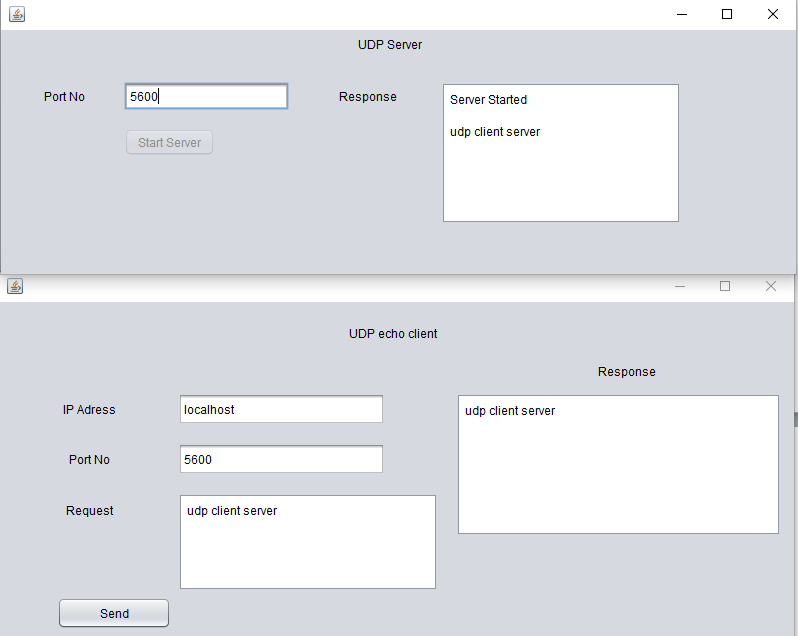 UDP Server
Port No
5600
Response
Server Started
udp client server
Start Server
UDP echo client
Response
IP Adress
localhost
udp client server
Port No
5600
Request
udp client server
Send